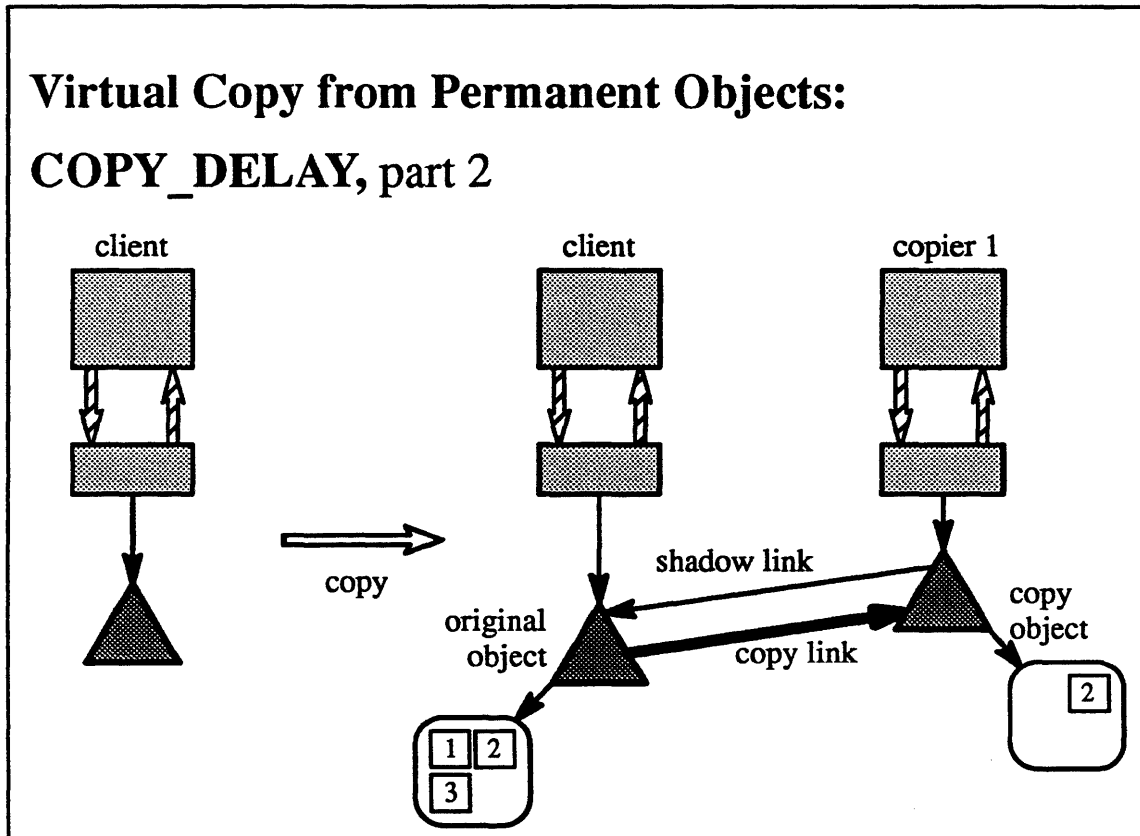 Virtual Copy from Permanent Objects:
COPY_DELAY, part 2
client
client
copier 1
copy
shadow link
original
object
copy link
copy
object
1 2
3
2